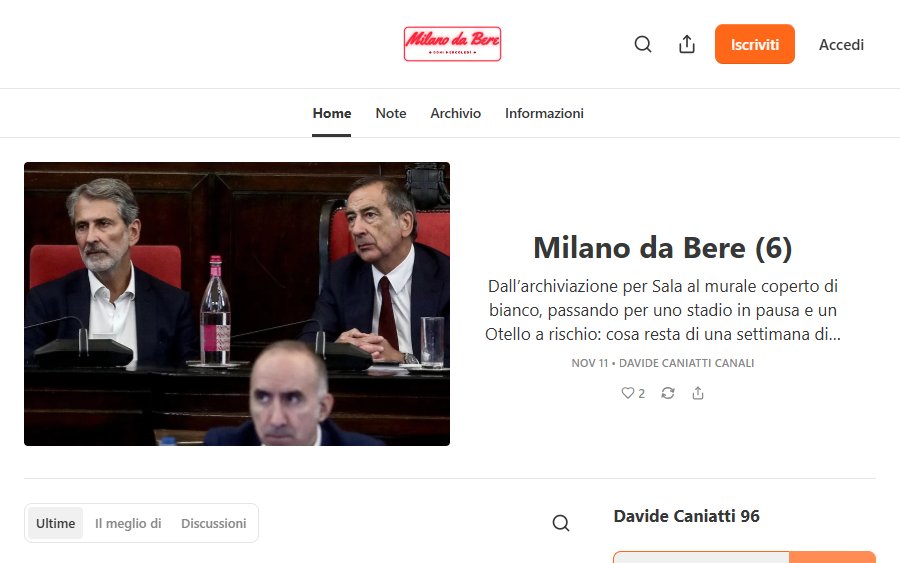 Milano da Bere
OGNI MERCOLEDÌ
Iscriviti
Accedi
Home
Note
Archivio
Informazioni
Milano da Bere (6)
Dall’archiviazione per Sala al murale coperto di
bianco, passando per uno stadio in pausa e un
Otello a rischio: cosa resta di una settimana di...
NOV 11 • DAVIDE CANIATTI CANALI
2
Ultime
Il meglio di
Discussioni
Davide Caniatti 96